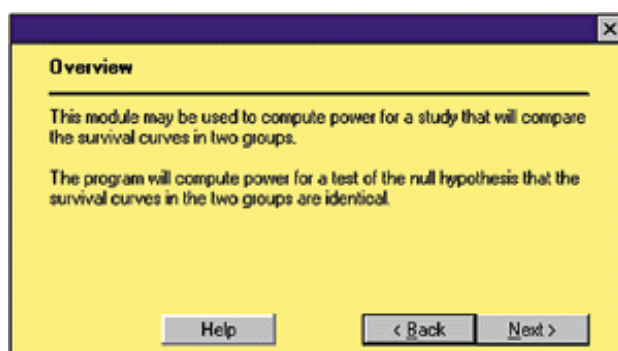 Overview
This module may be used to compute power for a study that will compare
the survival curves in two groups.
The program will compute power for a test of the null hypothesis that the
survival curves in the two groups are identical.
Help
< Back
Next >